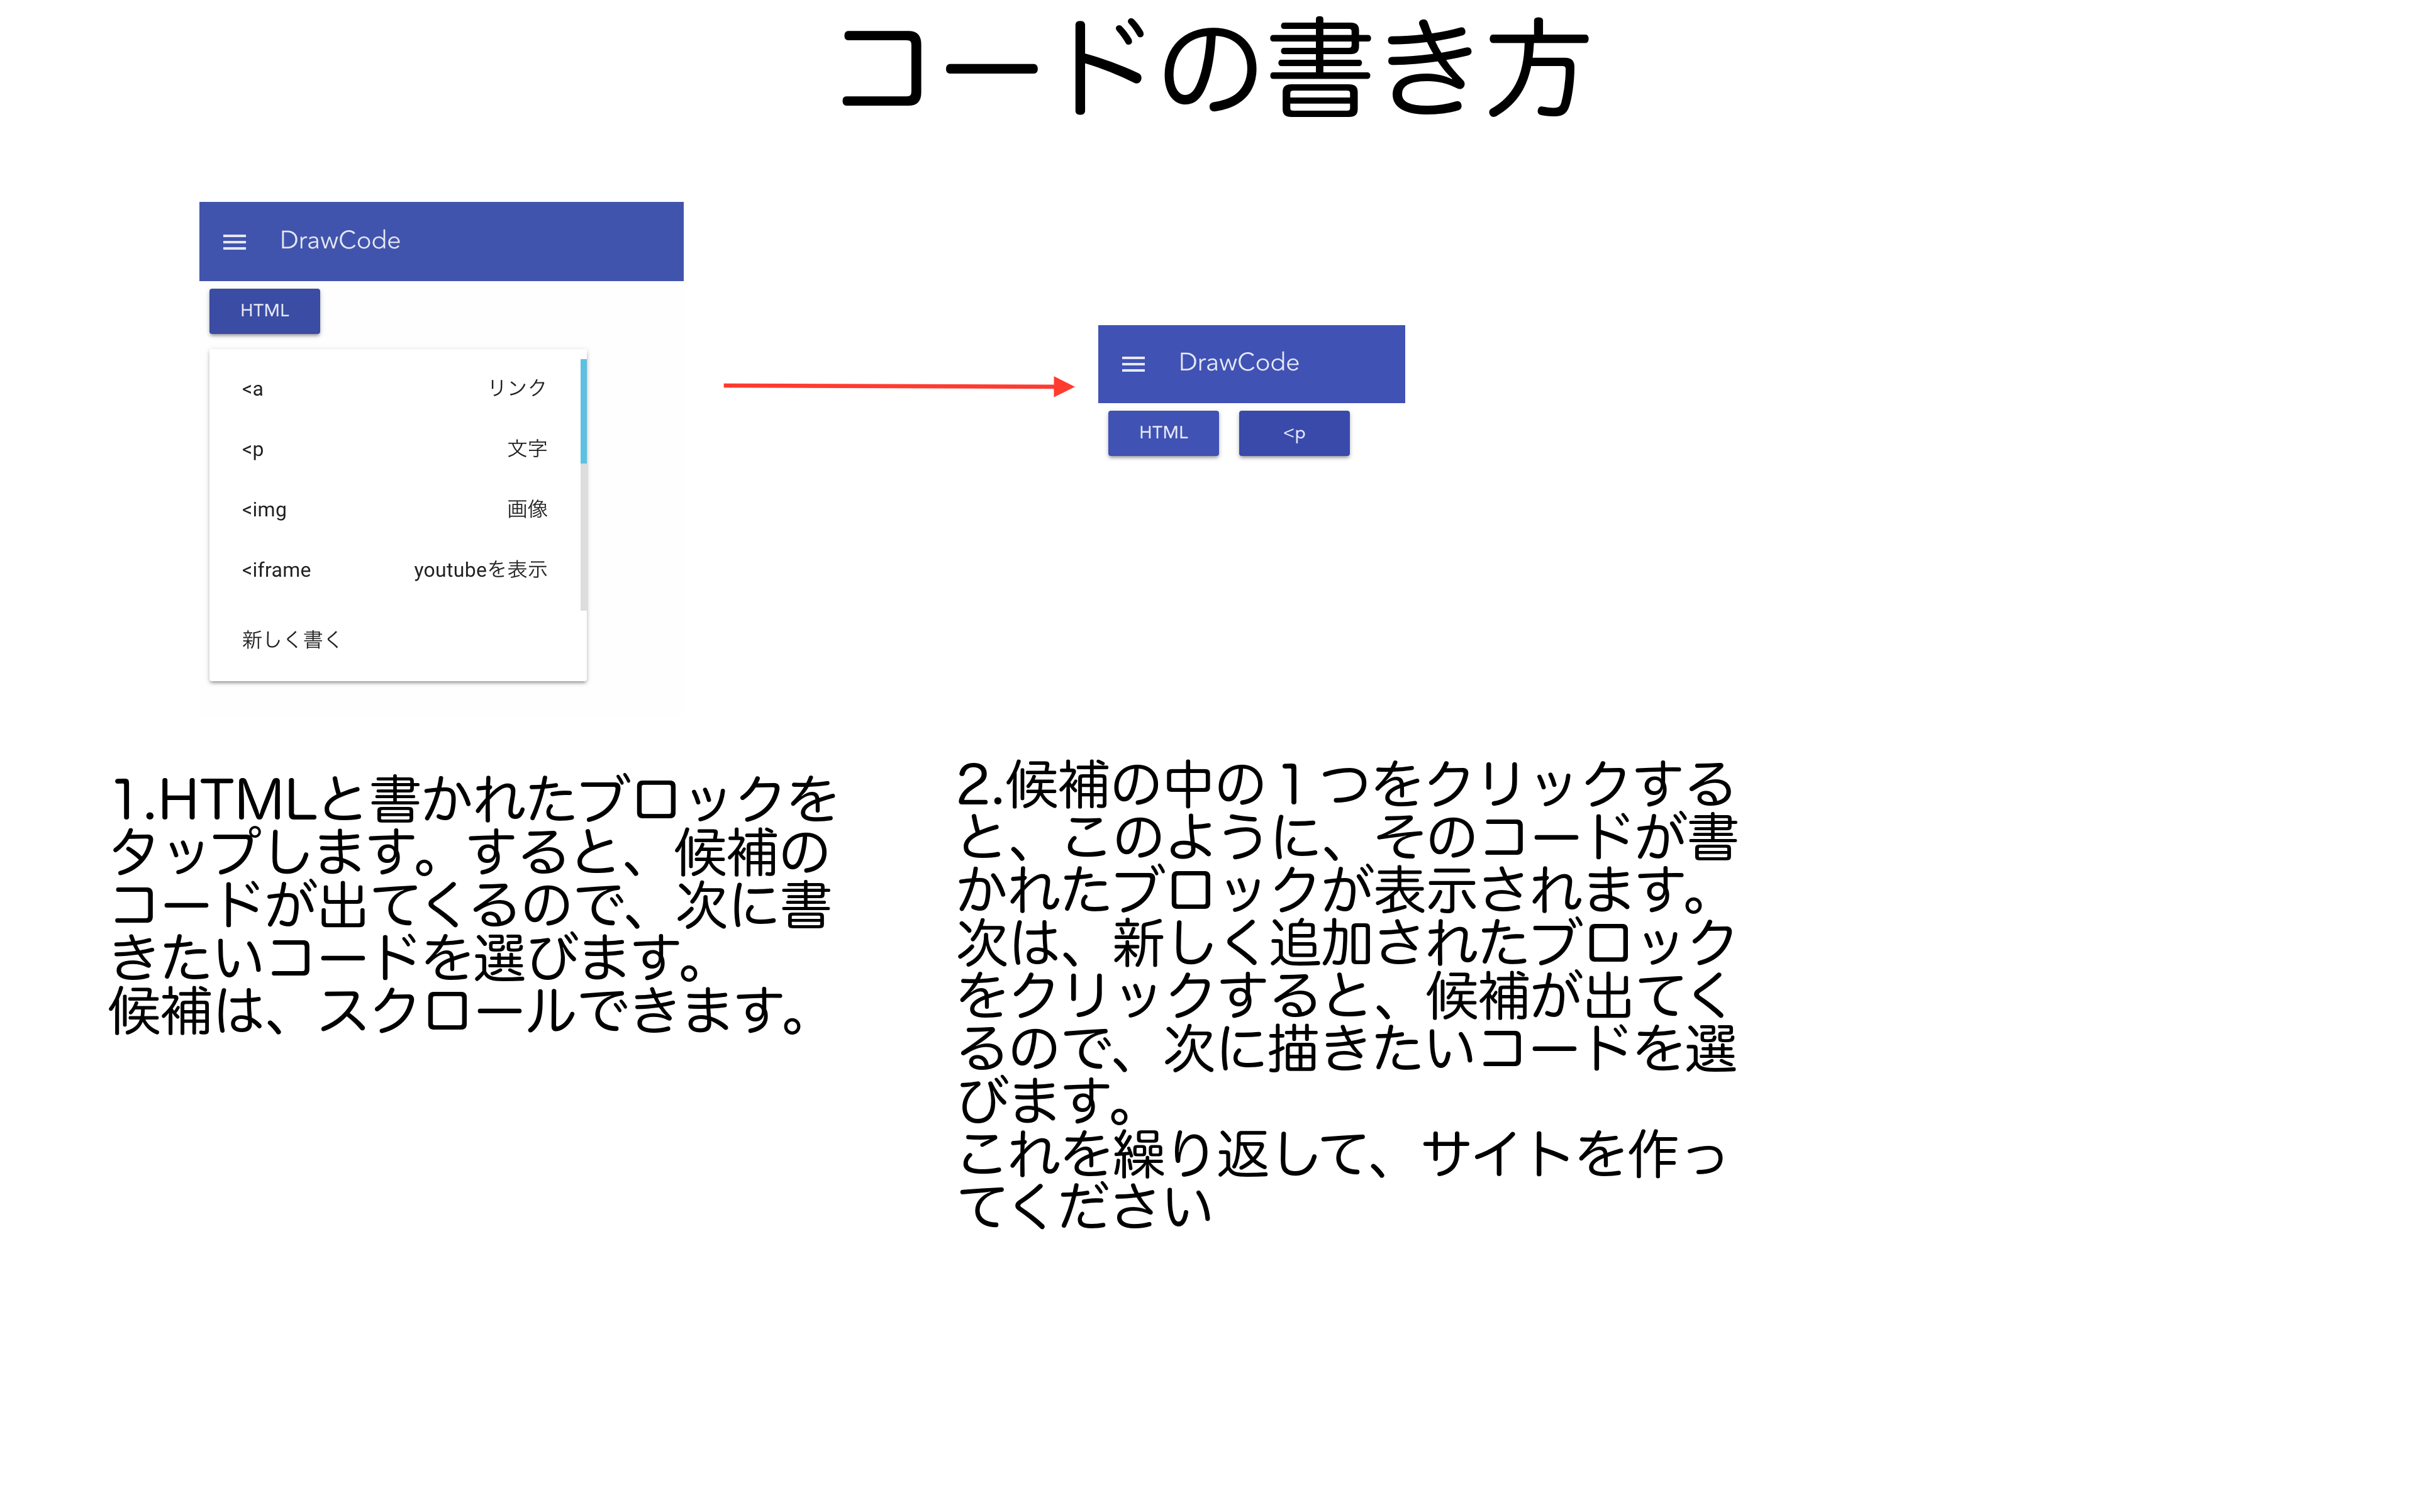 コードの書き方
DrawCode
HTML
<a リンク
<p 文字
<img 画像
<iframe youtubeを表示
新しく書く
DrawCode
HTML <p
1.HTMLと書かれたブロックを
タップします。すると、候補の
コードが出てくるので、次に書
きたいコードを選びます。
候補は、スクロールできます。
2.候補の中の１つをクリックする
と、このように、そのコードが書
かれたブロックが表示されます。
次は、新しく追加されたブロック
をクリックすると、候補が出てく
るので、次に描きたいコードを選
びます。
これを繰り返して、サイトを作っ
てください